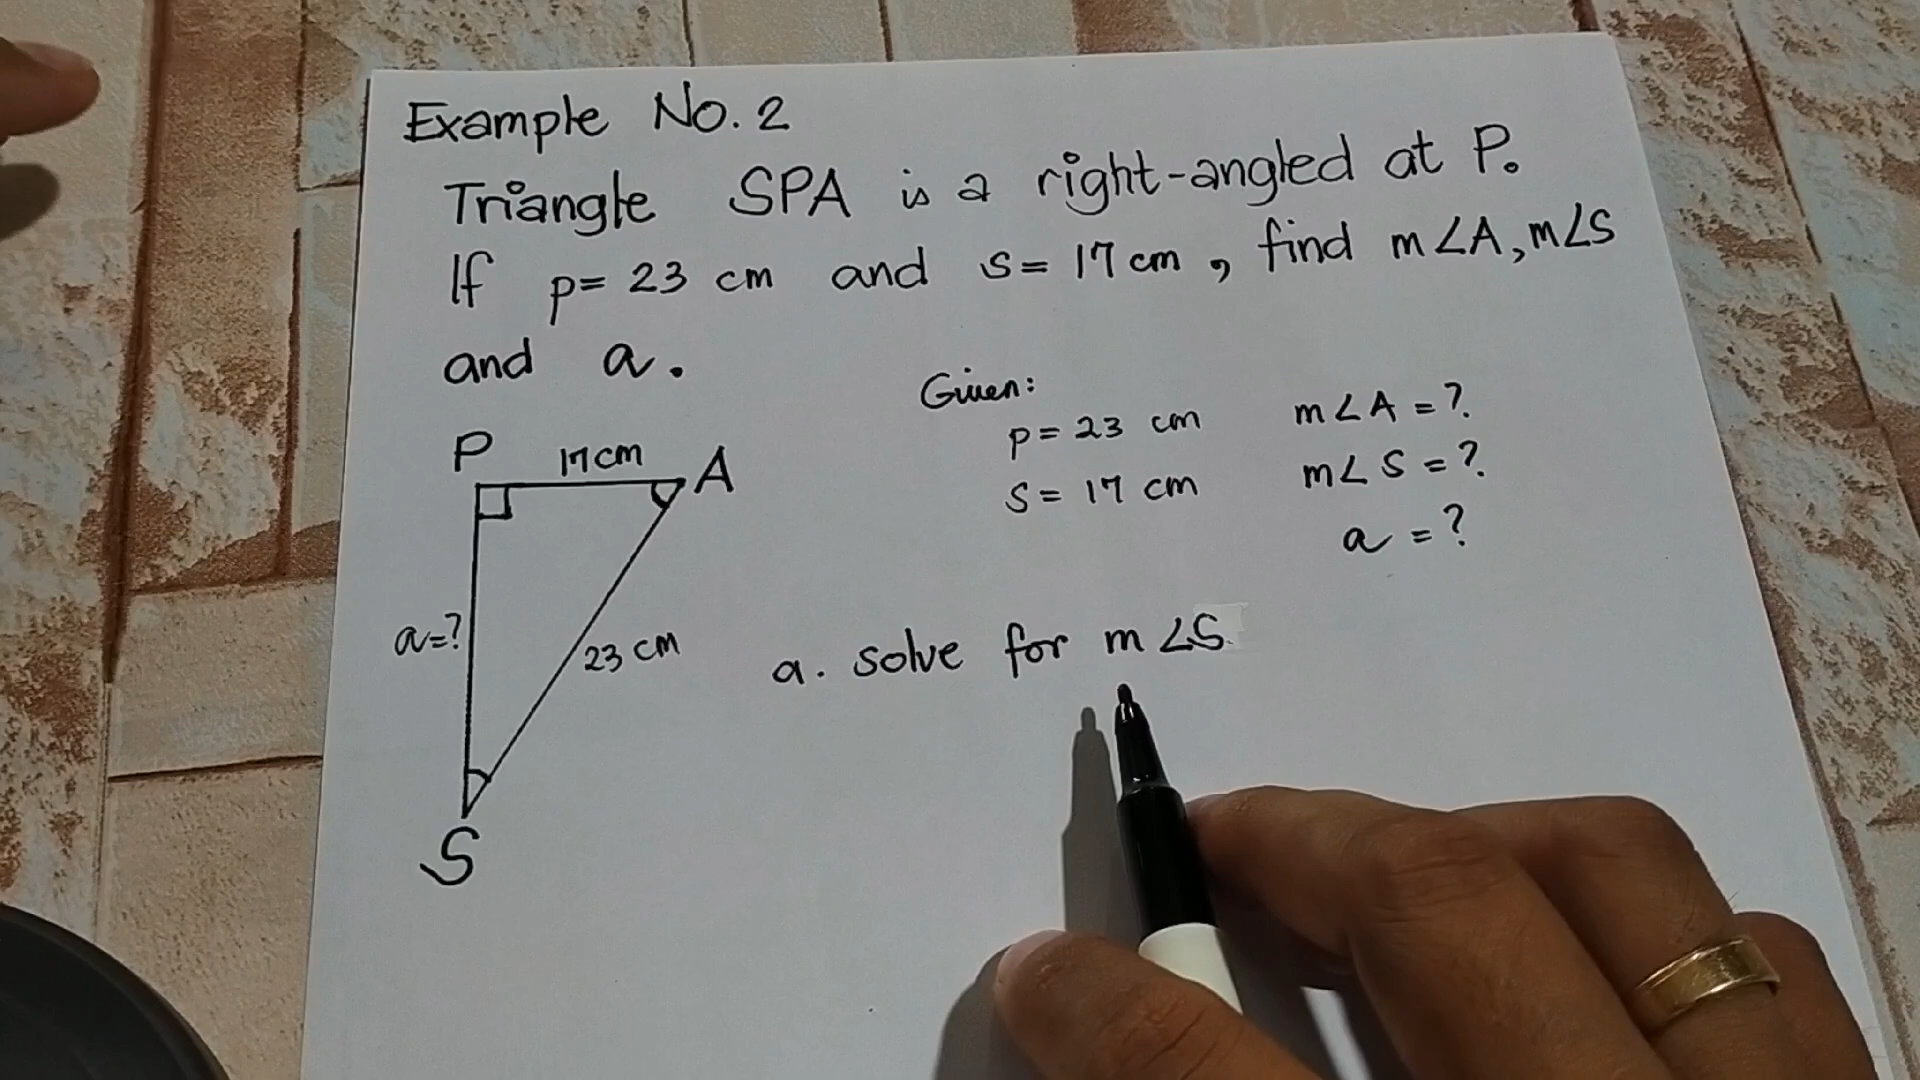 Example No. 2
Triangle SPA is a right-angled at P.
If p= 23 cm and s= 17 cm, find m∠A, m∠S
and a.
Given:
p= 23 cm m∠A =?
s= 17 cm m∠S =?
a =?
P 17cm A
a=? 23 cm
S
a. solve for m∠S.